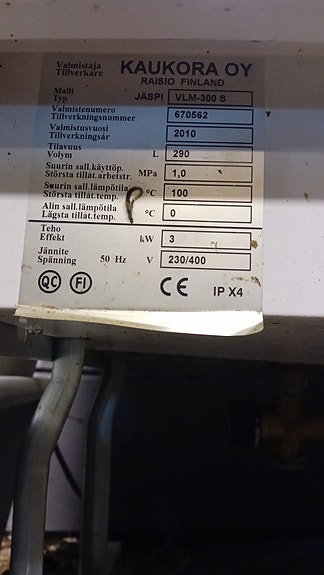 Valmistaja KAUKORA OY
Tillverkare RAISIO FINLAND
Malli
Typ JÄSPI VLM-300 S
Valmistenumero
Tillverkningsnummer 670562
Valmistusvuosi
Tillverkningsår 2010
Tilavuus
Volym L 290
Suurin sall.käyttöp.
Största tillåt.arbetstr. MPa 1,0
Suurin sall.lämpötila
Största tillåt.temp. °C 100
Alin sall.lämpötila
Lägsta tillåt.temp. °C 0
Teho
Effekt kW 3
Jännite
Spänning 50 Hz V 230/400
QC FI CE IP X4